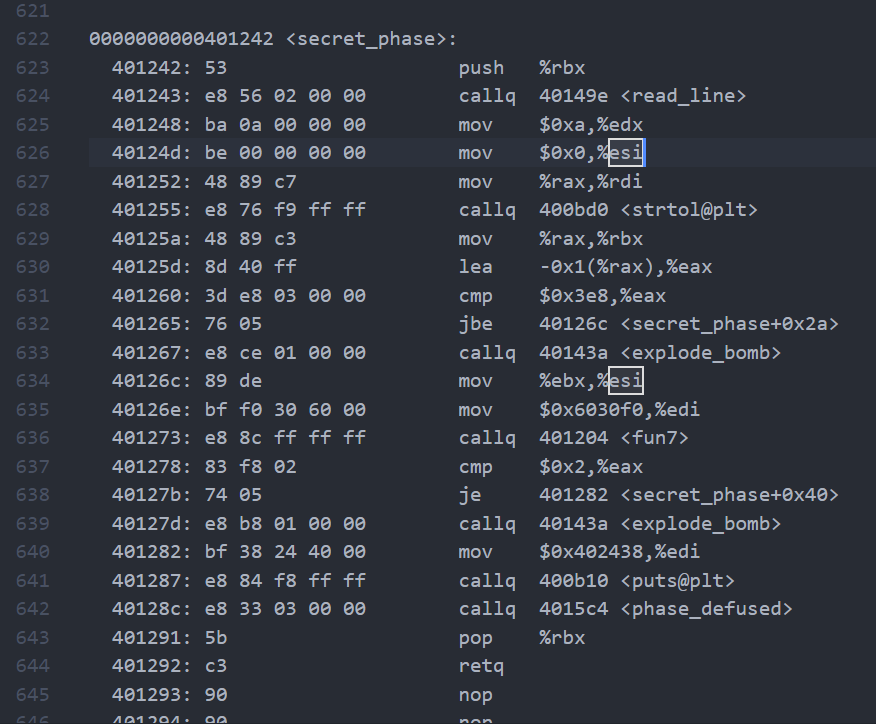 621
622 0000000000401242 <secret_phase>:
623 401242: 53 push %rbx
624 401243: e8 56 02 00 00 callq 40149e <read_line>
625 401248: ba 0a 00 00 00 mov $0xa,%edx
626 40124d: be 00 00 00 00 mov $0x0,%esi
627 401252: 48 89 c7 mov %rax,%rdi
628 401255: e8 76 f9 ff ff callq 400bd0 <strtol@plt>
629 40125a: 48 89 c3 mov %rax,%rbx
630 40125d: 8d 40 ff lea -0x1(%rax),%eax
631 401260: 3d e8 03 00 00 cmp $0x3e8,%eax
632 401265: 76 05 jbe 40126c <secret_phase+0x2a>
633 401267: e8 ce 01 00 00 callq 40143a <explode_bomb>
634 40126c: 89 de mov %ebx,%esi
635 40126e: bf f0 30 60 00 mov $0x6030f0,%edi
636 401273: e8 8c ff ff ff callq 401204 <fun7>
637 401278: 83 f8 02 cmp $0x2,%eax
638 40127b: 74 05 je 401282 <secret_phase+0x40>
639 40127d: e8 b8 01 00 00 callq 40143a <explode_bomb>
640 401282: bf 38 24 40 00 mov $0x402438,%edi
641 401287: e8 84 f8 ff ff callq 400b10 <puts@plt>
642 40128c: e8 33 03 00 00 callq 4015c4 <phase_defused>
643 401291: 5b pop %rbx
644 401292: c3 retq
645 401293: 90 nop
646 401294: 90 nop